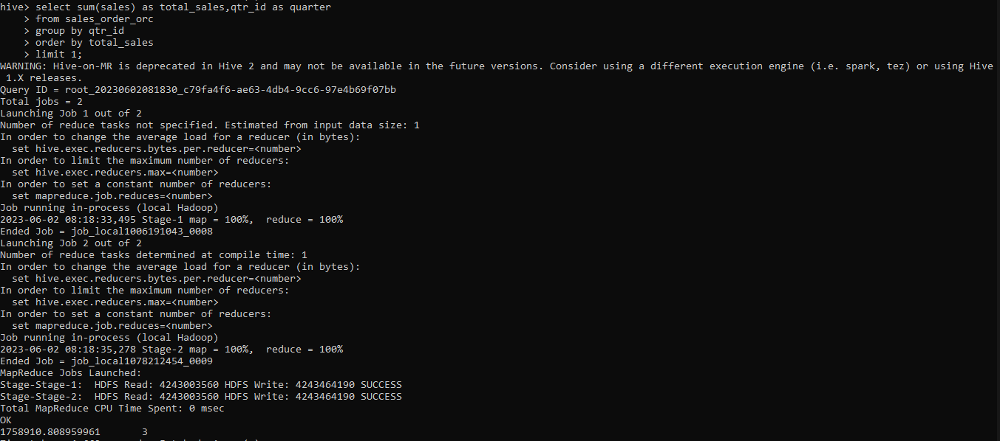 hive> select sum(sales) as total_sales,qtr_id as quarter
    > from sales_order_orc
    > group by qtr_id
    > order by total_sales
    > limit 1;
WARNING: Hive-on-MR is deprecated in Hive 2 and may not be available in the future versions. Consider using a different execution engine (i.e. spark, tez) or using Hive
 1.X releases.
Query ID = root_20230602081830_c79fa4f6-ae63-4db4-9cc6-97e4b69f07bb
Total jobs = 2
Launching Job 1 out of 2
Number of reduce tasks not specified. Estimated from input data size: 1
In order to change the average load for a reducer (in bytes):
  set hive.exec.reducers.bytes.per.reducer=<number>
In order to limit the maximum number of reducers:
  set hive.exec.reducers.max=<number>
In order to set a constant number of reducers:
  set mapreduce.job.reduces=<number>
Job running in-process (local Hadoop)
2023-06-02 08:18:33,495 Stage-1 map = 100%,  reduce = 100%
Ended Job = job_local1006191043_0008
Launching Job 2 out of 2
Number of reduce tasks determined at compile time: 1
In order to change the average load for a reducer (in bytes):
  set hive.exec.reducers.bytes.per.reducer=<number>
In order to limit the maximum number of reducers:
  set hive.exec.reducers.max=<number>
In order to set a constant number of reducers:
  set mapreduce.job.reduces=<number>
Job running in-process (local Hadoop)
2023-06-02 08:18:35,278 Stage-2 map = 100%,  reduce = 100%
Ended Job = job_local1078212454_0009
MapReduce Jobs Launched:
Stage-Stage-1:  HDFS Read: 4243003560 HDFS Write: 4243464190 SUCCESS
Stage-Stage-2:  HDFS Read: 4243003560 HDFS Write: 4243464190 SUCCESS
Total MapReduce CPU Time Spent: 0 msec
OK
1758910.808959961       3